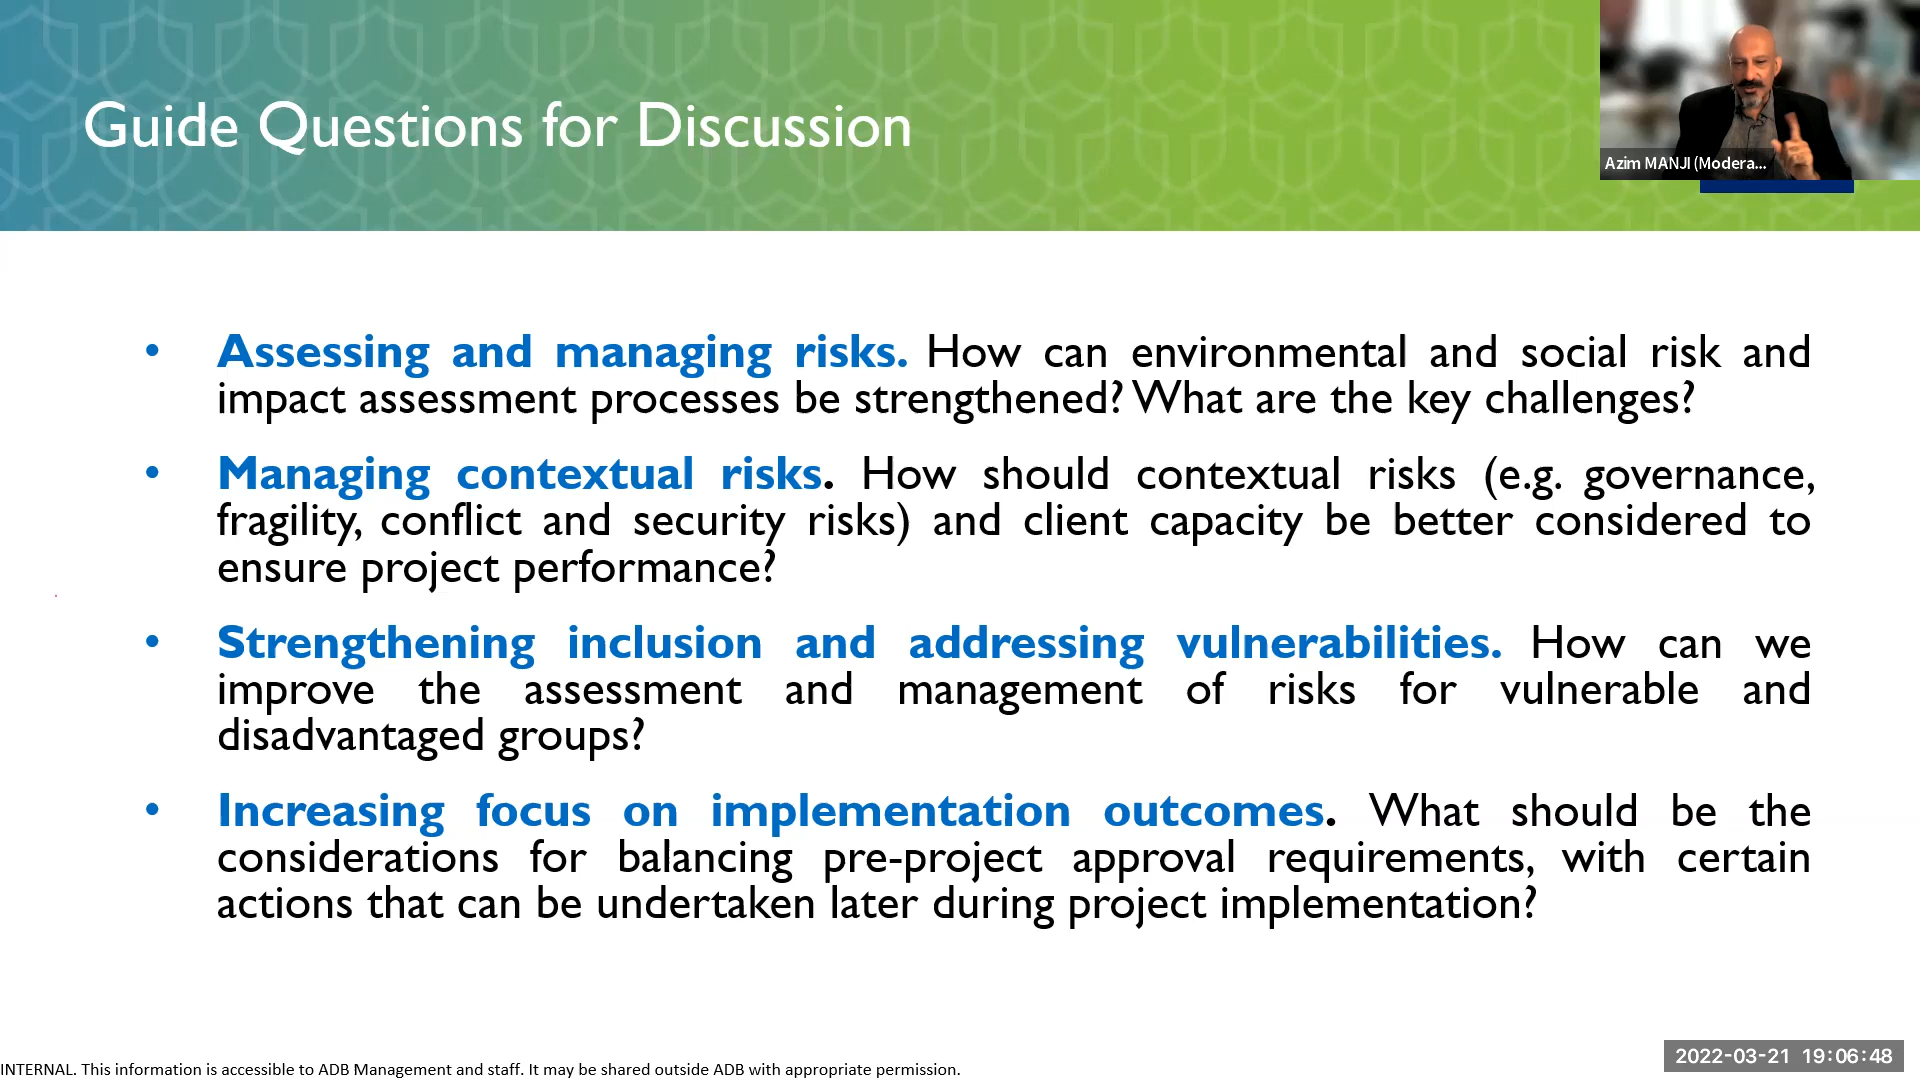 Guide Questions for Discussion
Azim MANJI (Modera...
• Assessing and managing risks. How can environmental and social risk and
impact assessment processes be strengthened? What are the key challenges?
• Managing contextual risks. How should contextual risks (e.g. governance,
fragility, conflict and security risks) and client capacity be better considered to
ensure project performance?
• Strengthening inclusion and addressing vulnerabilities. How can we
improve the assessment and management of risks for vulnerable and
disadvantaged groups?
• Increasing focus on implementation outcomes. What should be the
considerations for balancing pre-project approval requirements, with certain
actions that can be undertaken later during project implementation?
INTERNAL. This information is accessible to ADB Management and staff. It may be shared outside ADB with appropriate permission.
2022-03-21 19:06:48